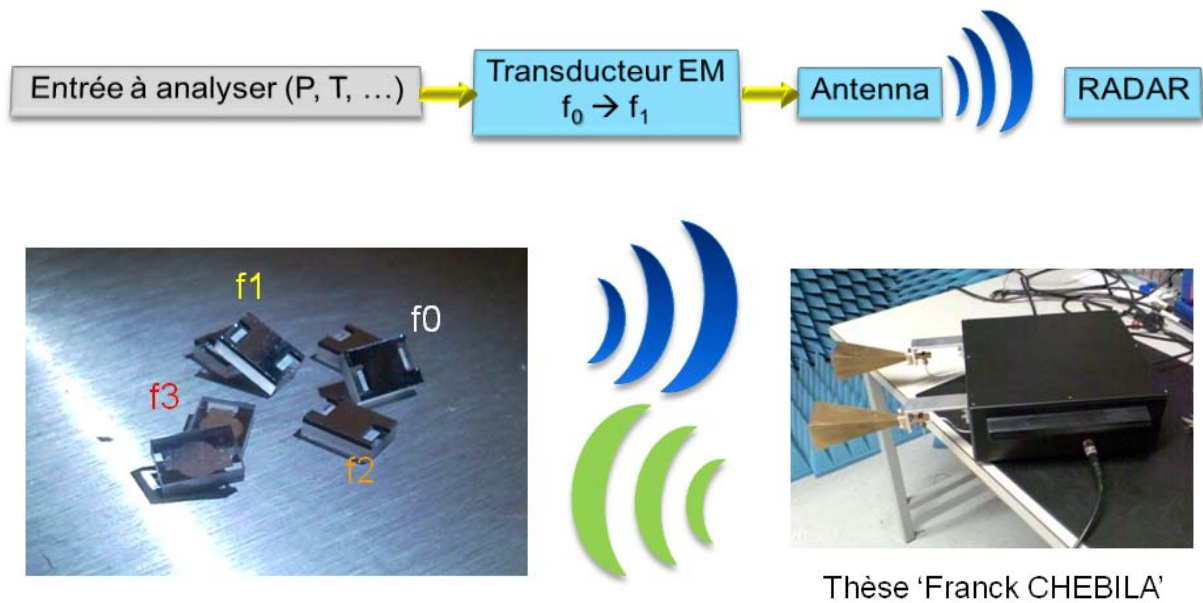 Entrée à analyser (P, T, ...)
Transducteur EM
f₀ → f₁
Antenna
RADAR
f1
f0
f3
f2
Thèse ‘Franck CHEBILA’